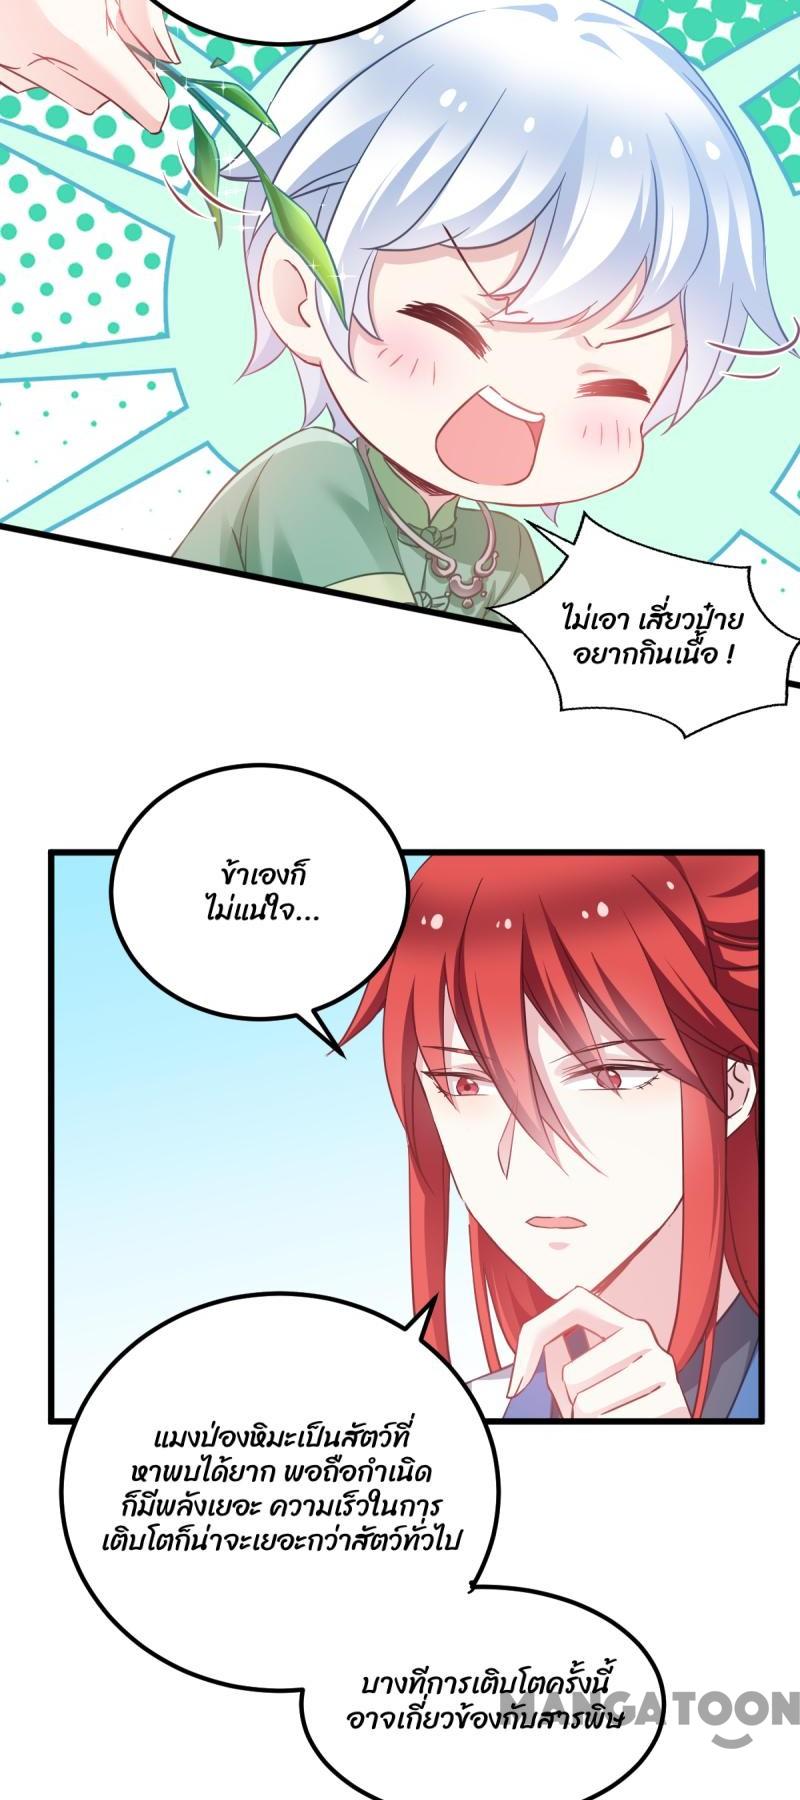 ไม่เอา เสี่ยวป๋าย
อยากกินเนื้อ !
ข้าเองก็
ไม่แน่ใจ...
แมงป่องหิมะเป็นสัตว์ที่
หาพบได้ยาก พอถือกำเนิด
ก็มีพลังเยอะ ความเร็วในการ
เติบโตก็น่าจะเยอะกว่าสัตว์ทั่วไป
บางทีการเติบโตครั้งนี้
อาจเกี่ยวข้องกับสารพิษ
MANGATOON